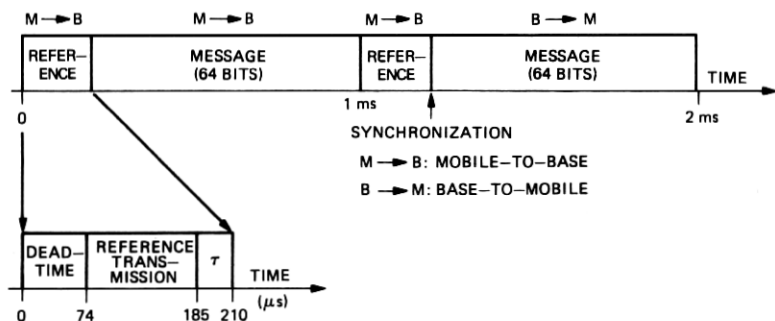 M → B M → B M → B B → M
REFER–
ENCE
MESSAGE
(64 BITS)
REFER–
ENCE
MESSAGE
(64 BITS)
TIME
0 1 ms 2 ms
SYNCHRONIZATION
M → B: MOBILE–TO–BASE
B → M: BASE–TO–MOBILE
DEAD–
TIME
REFERENCE
TRANS–
MISSION
τ
TIME
(μs)
0 74 185 210